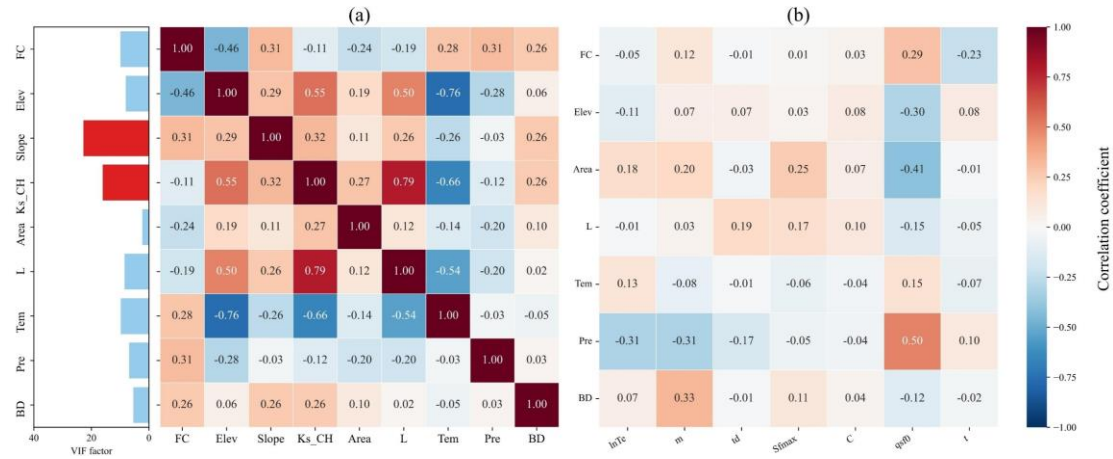 (a)
(b)
FC
1.00 -0.46 0.31 -0.11 -0.24 -0.19 0.28 0.31 0.26
Elev
-0.46 1.00 0.29 0.55 0.19 0.50 -0.76 -0.28 0.06
Slope
0.31 0.29 1.00 0.32 0.11 0.26 -0.26 -0.03 0.26
Ks_CH
-0.11 0.55 0.32 1.00 0.27 0.79 -0.66 -0.12 0.26
Area
-0.24 0.19 0.11 0.27 1.00 0.12 -0.14 -0.20 0.10
L
-0.19 0.50 0.26 0.79 0.12 1.00 -0.54 -0.20 0.02
Tem
0.28 -0.76 -0.26 -0.66 -0.14 -0.54 1.00 -0.03 -0.05
Pre
0.31 -0.28 -0.03 -0.12 -0.20 -0.20 -0.03 1.00 0.03
BD
0.26 0.06 0.26 0.26 0.10 0.02 -0.05 0.03 1.00
40 20 0
VIF factor
FC Elev Slope Ks_CH Area L Tem Pre BD
FC -0.05 0.12 -0.01 0.01 0.03 0.29 -0.23
Elev -0.11 0.07 0.07 0.03 0.08 -0.30 0.08
Area 0.18 0.20 -0.03 0.25 0.07 -0.41 -0.01
L -0.01 0.03 0.19 0.17 0.10 -0.15 -0.05
Tem 0.13 -0.08 -0.01 -0.06 -0.04 0.15 -0.07
Pre -0.31 -0.31 -0.17 -0.05 -0.04 0.50 0.10
BD 0.07 0.33 -0.01 0.11 0.04 -0.12 -0.02
lnTe m td Sfmax C qsf0 t
1.00
0.75
0.50
0.25
0.00
−0.25
−0.50
−0.75
−1.00
Correlation coefficient